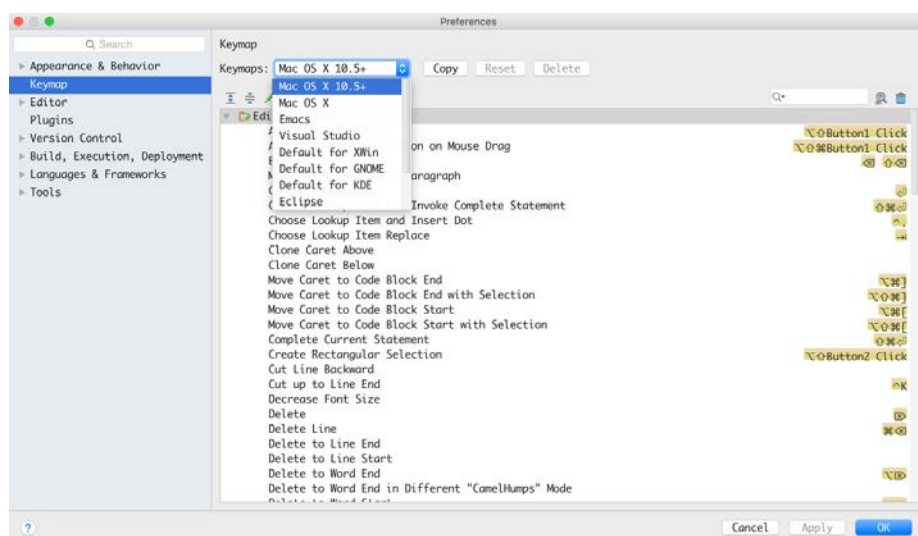 Preferences
Search
Keymap
Appearance & Behavior
Keymap
Editor
Plugins
Version Control
Build, Execution, Deployment
Languages & Frameworks
Tools
Keymaps: Mac OS X 10.5+ Copy Reset Delete
Mac OS X 10.5+
Mac OS X
Emacs
Visual Studio
Default for XWin
Default for GNOME
Default for KDE
Eclipse
Edi
⌥⇧Button1 Click
on on Mouse Drag ⌥⇧⌘Button1 Click
⌫ ⇧⌫
aragraph
⏎
Invoke Complete Statement ⇧⌘⏎
Choose Lookup Item and Insert Dot ^.
Choose Lookup Item Replace ⇥
Clone Caret Above
Clone Caret Below
Move Caret to Code Block End ⌥⌘]
Move Caret to Code Block End with Selection ⌥⇧⌘]
Move Caret to Code Block Start ⌥⌘[
Move Caret to Code Block Start with Selection ⌥⇧⌘[
Complete Current Statement ⇧⌘⏎
Create Rectangular Selection ⌥⇧Button2 Click
Cut Line Backward
Cut up to Line End ^K
Decrease Font Size
Delete ⌦
Delete Line ⌘⌫
Delete to Line End
Delete to Line Start
Delete to Word End ⌥⌦
Delete to Word End in Different "CamelHumps" Mode
? Cancel Apply OK